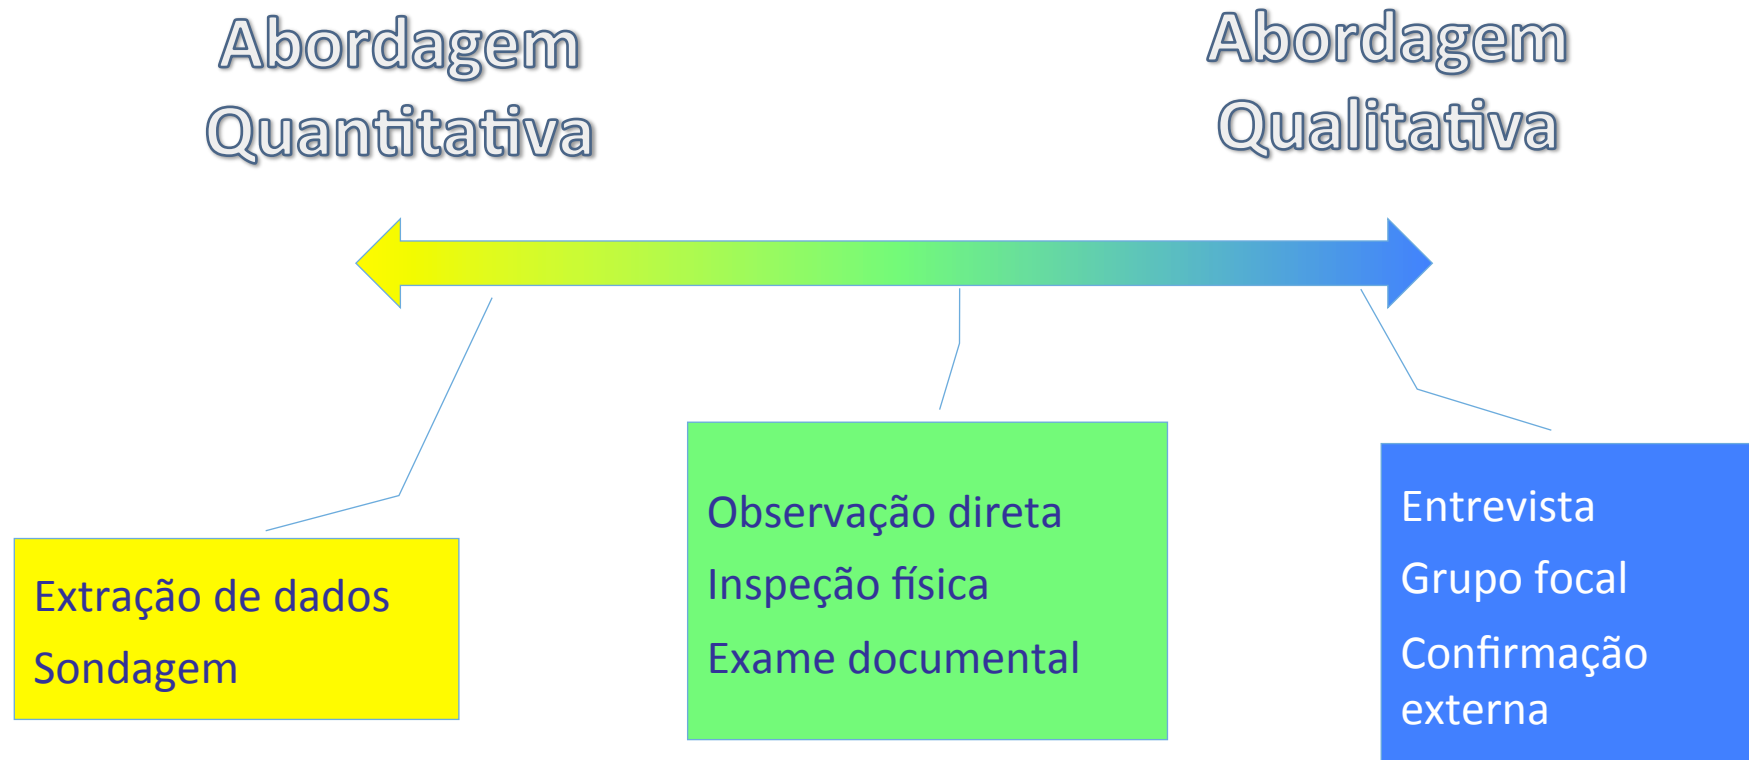 Abordagem
Quantitativa
Abordagem
Qualitativa
Extração de dados
Sondagem
Observação direta
Inspeção física
Exame documental
Entrevista
Grupo focal
Confirmação
externa